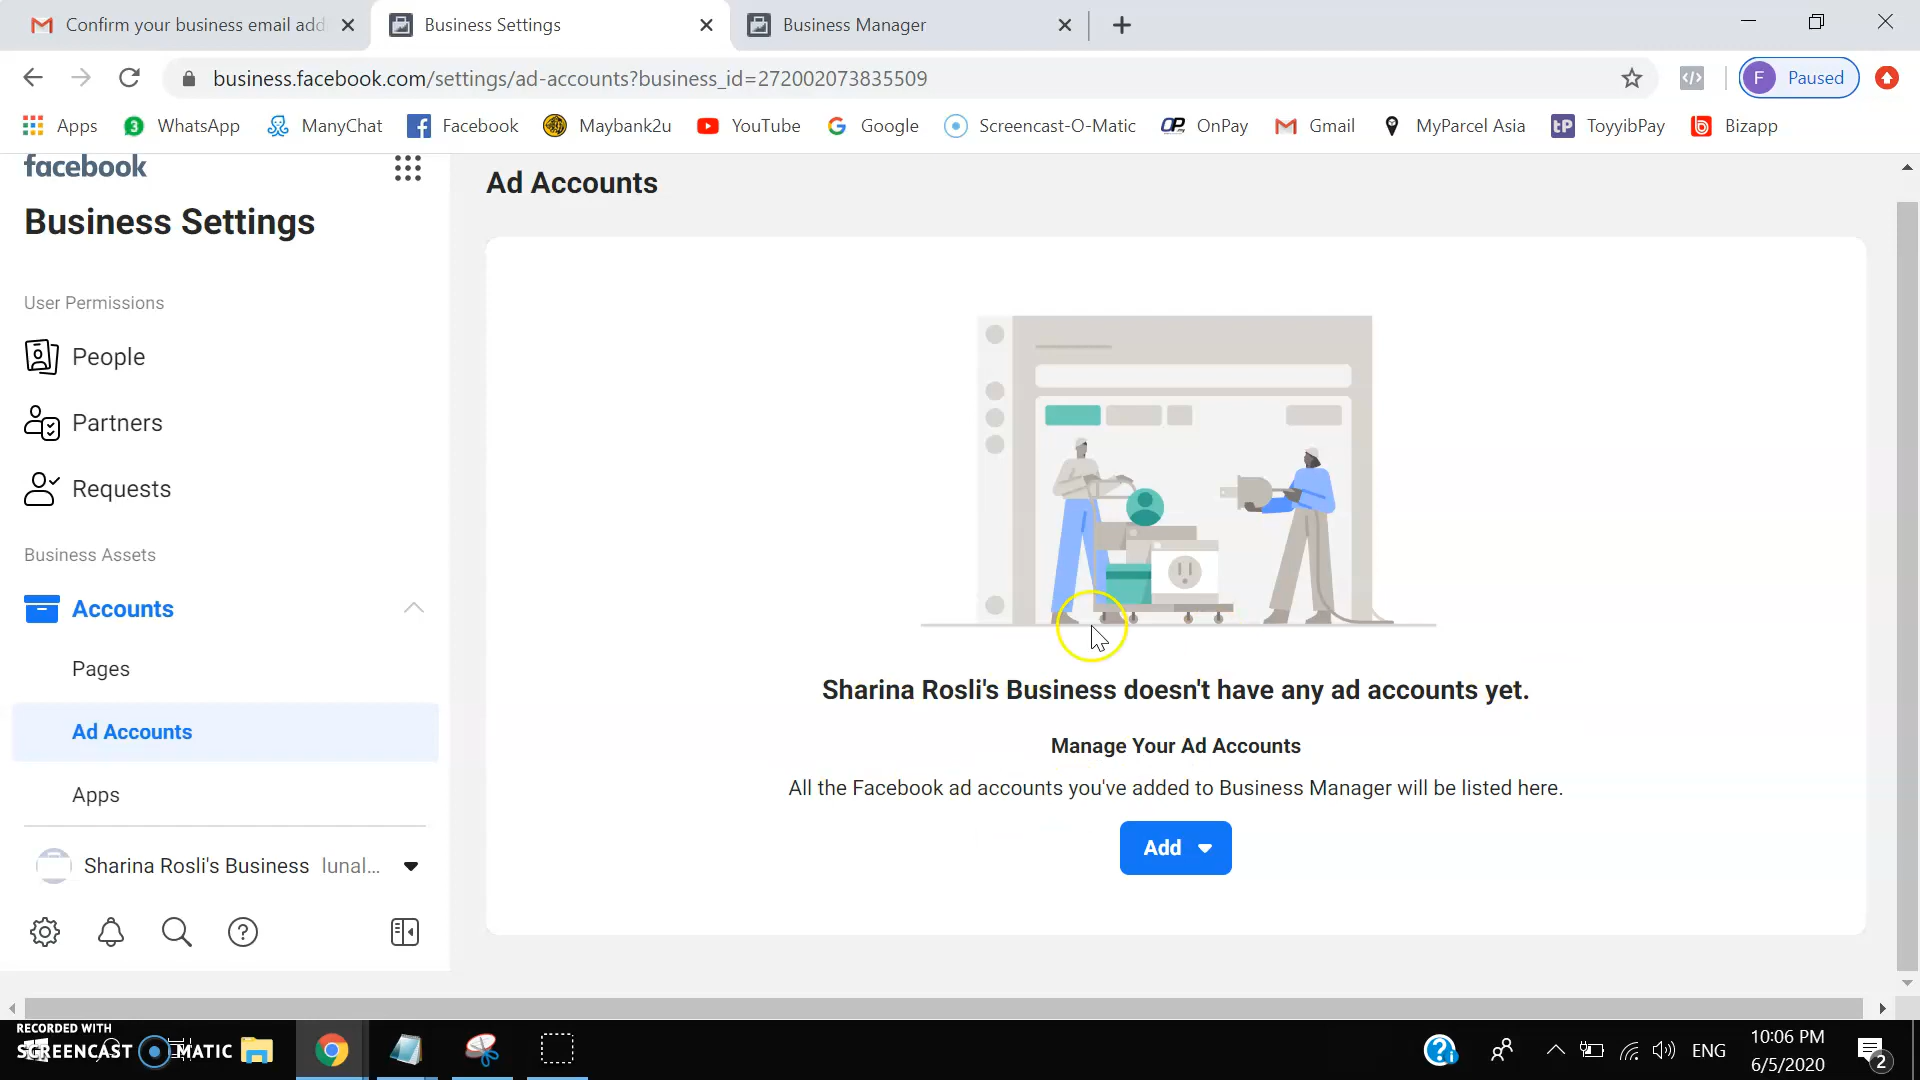 Confirm your business email add
Business Settings
Business Manager
business.facebook.com/settings/ad-accounts?business_id=272002073835509
F Paused
Apps
3 WhatsApp
ManyChat
Facebook
Maybank2u
YouTube
Google
Screencast-O-Matic
OP OnPay
Gmail
MyParcel Asia
tP ToyyibPay
Bizapp
facebook
Business Settings
User Permissions
People
Partners
Requests
Business Assets
Accounts
Pages
Ad Accounts
Apps
Sharina Rosli's Business lunal...
Ad Accounts
Sharina Rosli's Business doesn't have any ad accounts yet.
Manage Your Ad Accounts
All the Facebook ad accounts you've added to Business Manager will be listed here.
Add
RECORDED WITH
SCREENCAST MATIC
ENG
10:06 PM
6/5/2020
2